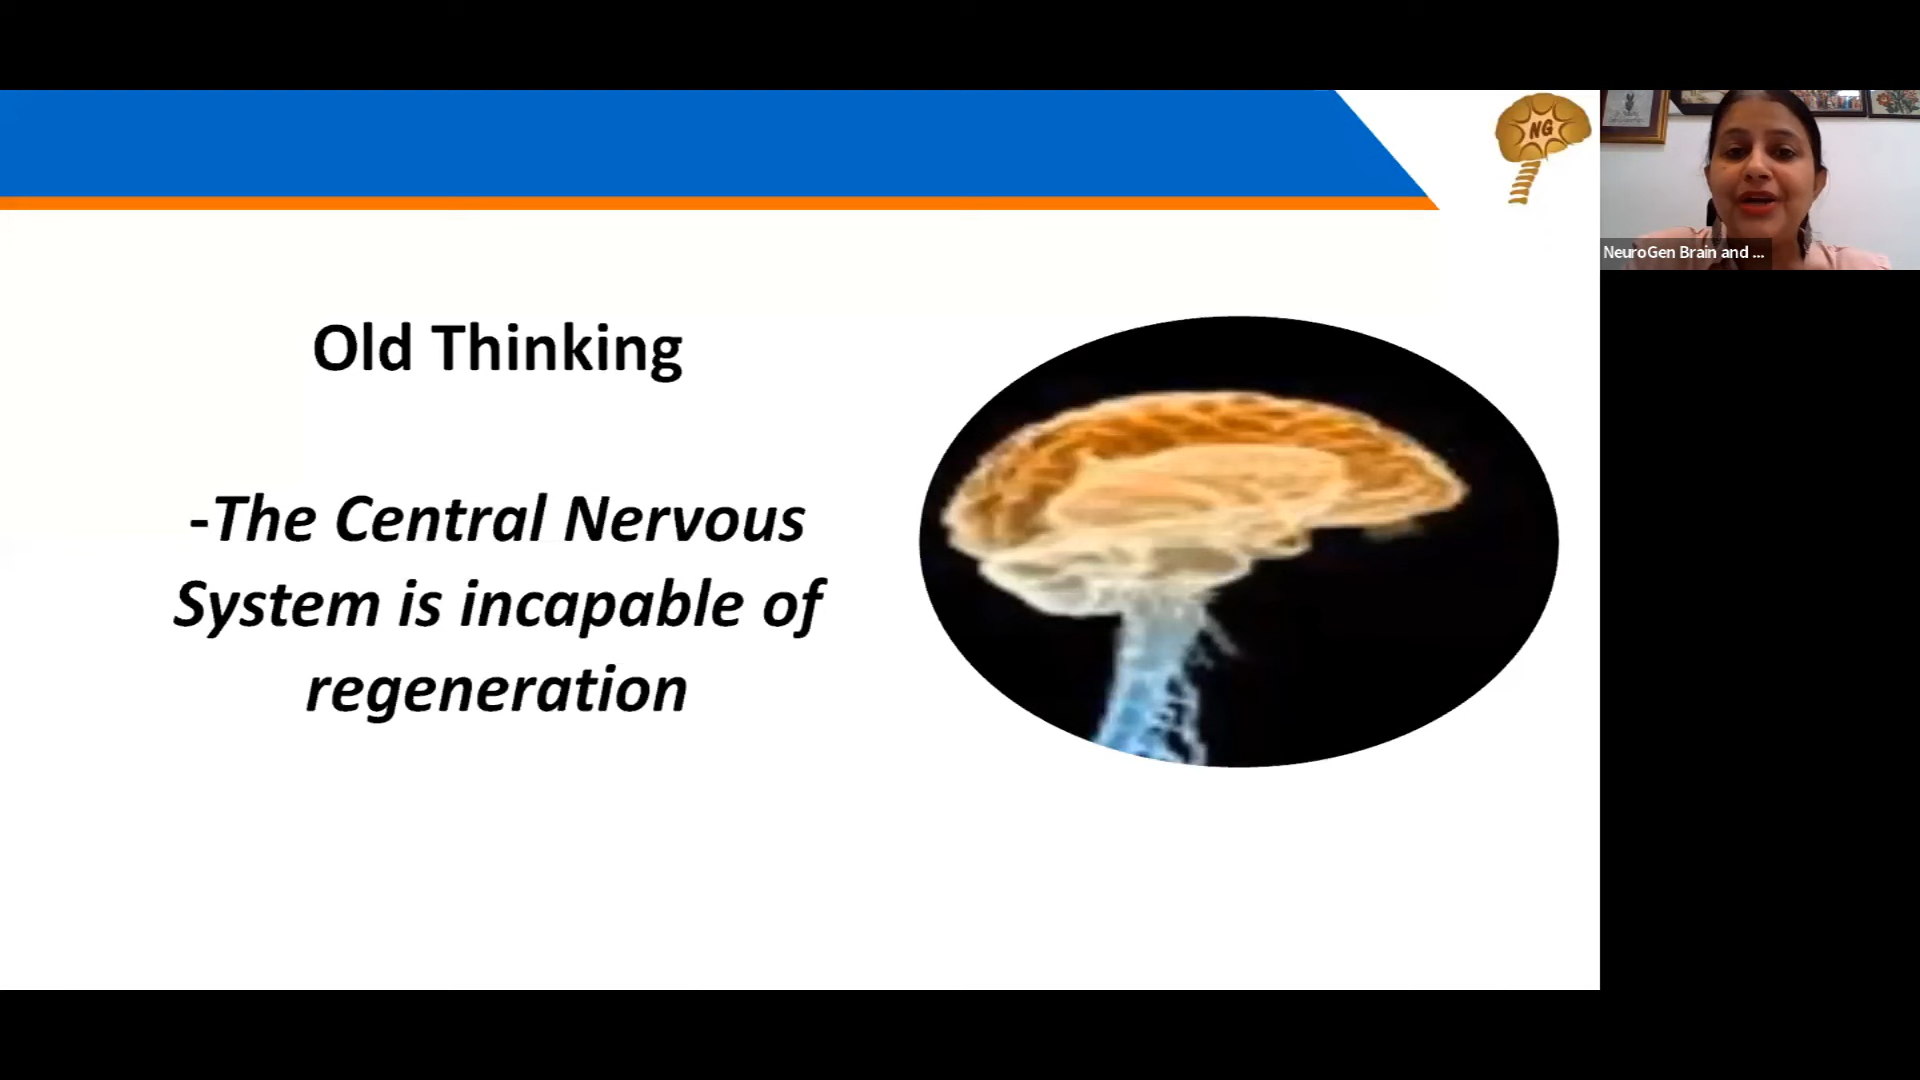 NG
NeuroGen Brain and ...
Old Thinking
-The Central Nervous
System is incapable of
regeneration